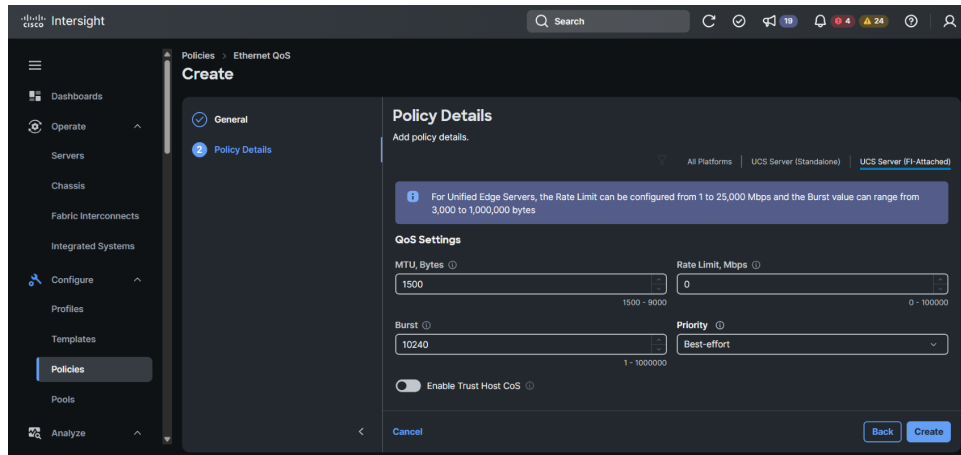 cisco Intersight
Search
19
4
24
Policies > Ethernet QoS
Create
Dashboards
Operate
Servers
Chassis
Fabric Interconnects
Integrated Systems
Configure
Profiles
Templates
Policies
Pools
Analyze
General
2 Policy Details
Policy Details
Add policy details.
All Platforms | UCS Server (Standalone) | UCS Server (FI-Attached)
For Unified Edge Servers, the Rate Limit can be configured from 1 to 25,000 Mbps and the Burst value can range from
3,000 to 1,000,000 bytes
QoS Settings
MTU, Bytes
1500
1500 - 9000
Rate Limit, Mbps
0
0 - 100000
Burst
10240
1 - 1000000
Priority
Best-effort
Enable Trust Host CoS
Cancel
Back
Create